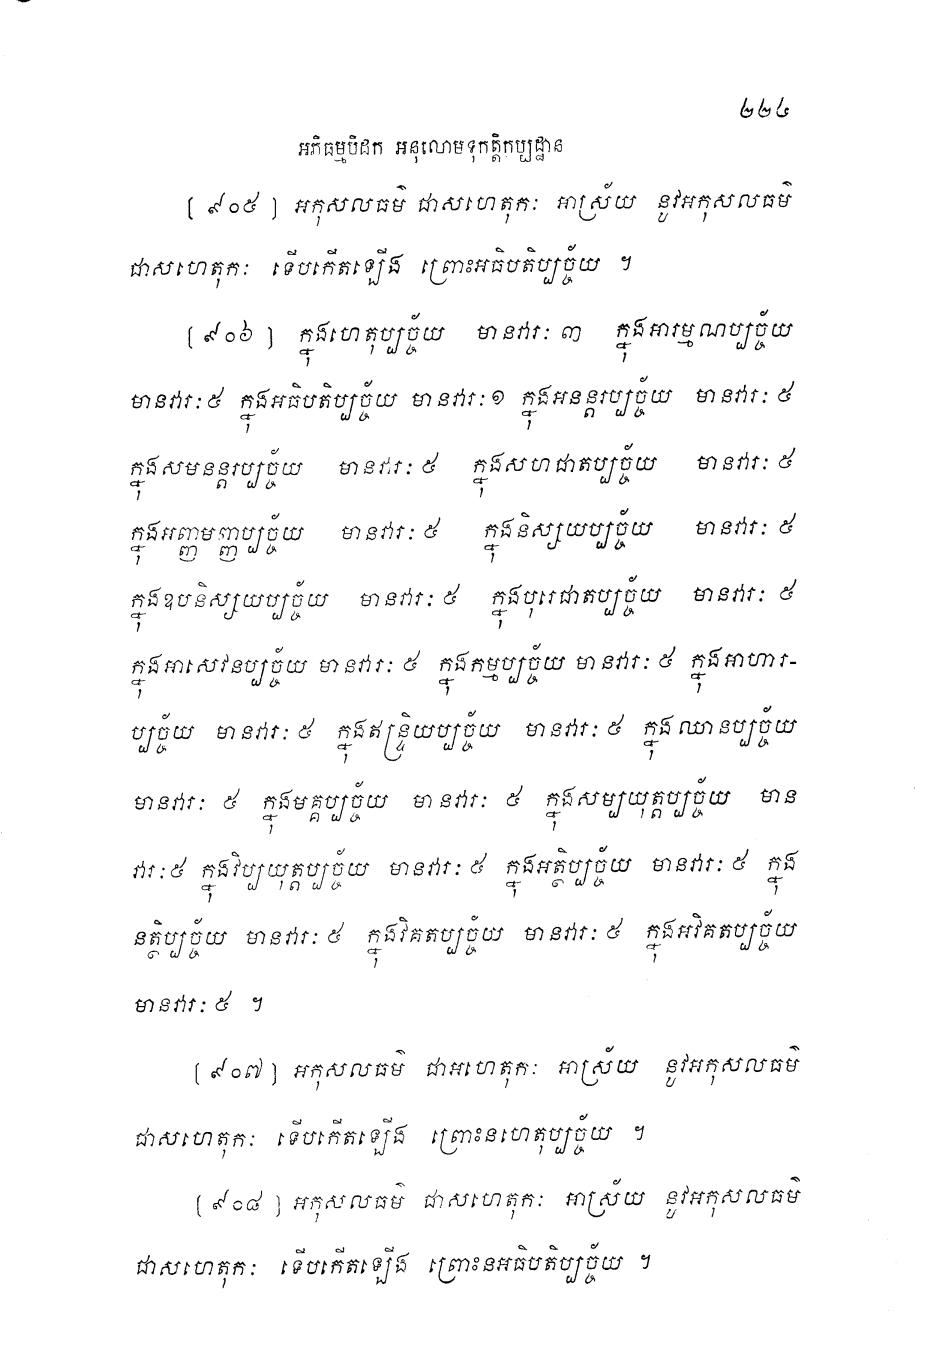 ២២៤
អភិធម្មបិដក អនុលោមទុកត្តិកប្បដ្ឋាន
[ ៩០៥ ] អកុសលធម៌ ជាសហេតុកៈ អាស្រ័យ នូវអកុសលធម៌
ជាសហេតុកៈ ទើបកើតឡើង ព្រោះអធិបតិប្បច្ច័យ ។
[ ៩០៦ ] ក្នុងហេតុប្បច្ច័យ មានវារៈ ៣ ក្នុងអារម្មណប្បច្ច័យ
មានវារៈ ៥ ក្នុងអធិបតិប្បច្ច័យ មានវារៈ ១ ក្នុងអនន្តរប្បច្ច័យ មានវារៈ ៥
ក្នុងសមនន្តរប្បច្ច័យ មានវារៈ ៥ ក្នុងសហជាតប្បច្ច័យ មានវារៈ ៥
ក្នុងអញ្ញមញ្ញប្បច្ច័យ មានវារៈ ៥ ក្នុងនិស្សយប្បច្ច័យ មានវារៈ ៥
ក្នុងឧបនិស្សយប្បច្ច័យ មានវារៈ ៥ ក្នុងបុរេជាតប្បច្ច័យ មានវារៈ ៥
ក្នុងអាសេវនប្បច្ច័យ មានវារៈ ៥ ក្នុងកម្មប្បច្ច័យ មានវារៈ ៥ ក្នុងអាហារ-
ប្បច្ច័យ មានវារៈ ៥ ក្នុងឥន្ទ្រិយប្បច្ច័យ មានវារៈ ៥ ក្នុងឈានប្បច្ច័យ
មានវារៈ ៥ ក្នុងមគ្គប្បច្ច័យ មានវារៈ ៥ ក្នុងសម្បយុត្តប្បច្ច័យ មាន
វារៈ ៥ ក្នុងវិប្បយុត្តប្បច្ច័យ មានវារៈ ៥ ក្នុងអត្ថិប្បច្ច័យ មានវារៈ ៥ ក្នុង
នត្ថិប្បច្ច័យ មានវារៈ ៥ ក្នុងវិគតប្បច្ច័យ មានវារៈ ៥ ក្នុងអវិគតប្បច្ច័យ
មានវារៈ ៥ ។
[ ៩០៧ ] អកុសលធម៌ ជាអហេតុកៈ អាស្រ័យ នូវអកុសលធម៌
ជាសហេតុកៈ ទើបកើតឡើង ព្រោះនហេតុប្បច្ច័យ ។
[ ៩០៨ ] អកុសលធម៌ ជាសហេតុកៈ អាស្រ័យ នូវអកុសលធម៌
ជាសហេតុកៈ ទើបកើតឡើង ព្រោះនអធិបតិប្បច្ច័យ ។